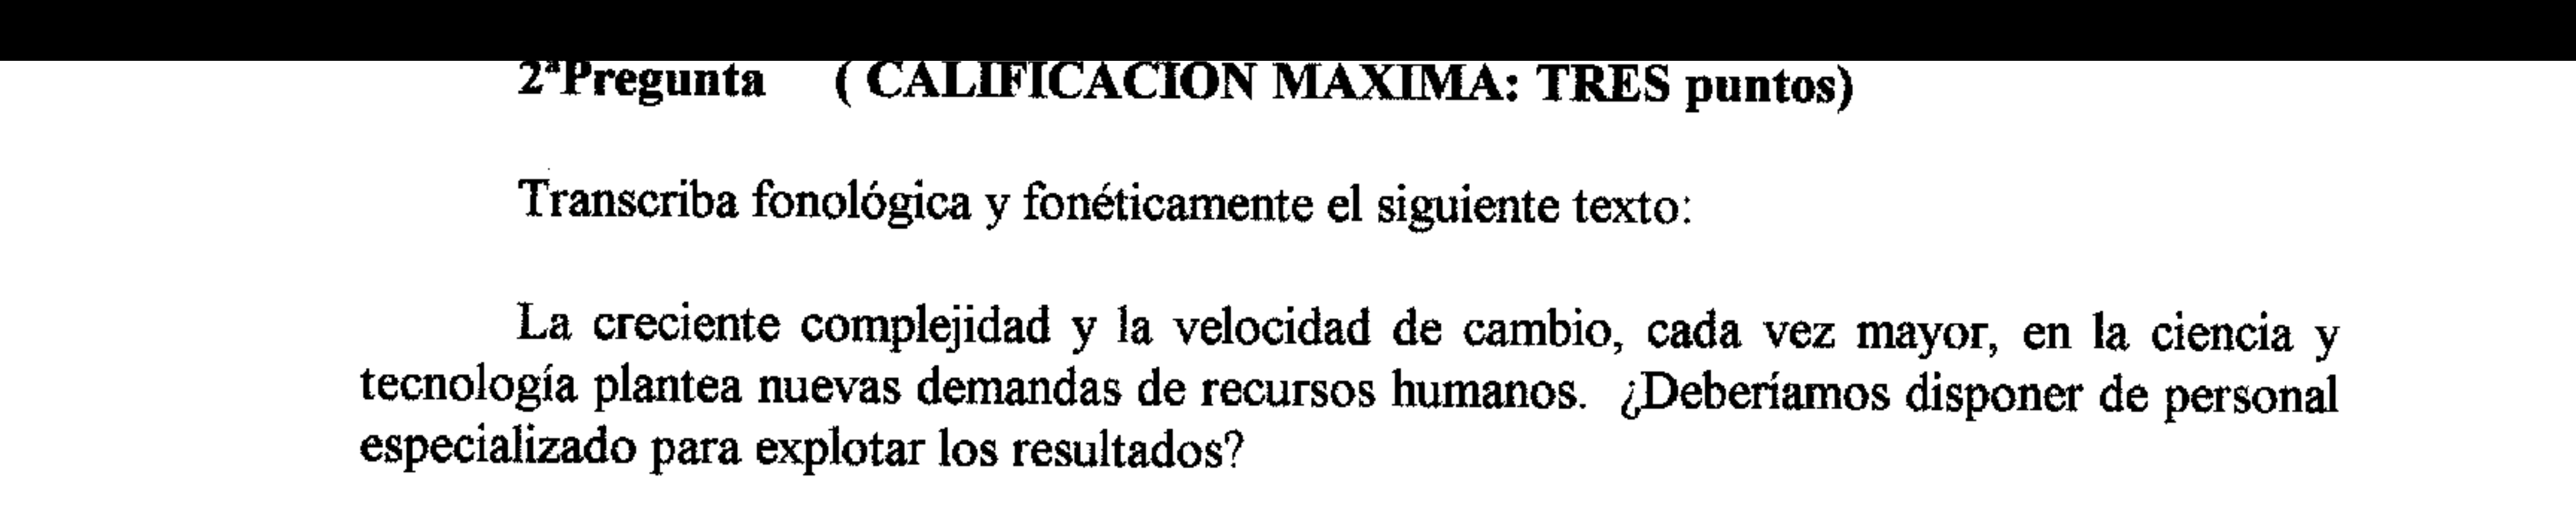 2ªPregunta ( CALIFICACION MAXIMA: TRES puntos)
Transcriba fonológica y fonéticamente el siguiente texto:
La creciente complejidad y la velocidad de cambio, cada vez mayor, en la ciencia y
tecnología plantea nuevas demandas de recursos humanos. ¿Deberíamos disponer de personal
especializado para explotar los resultados?